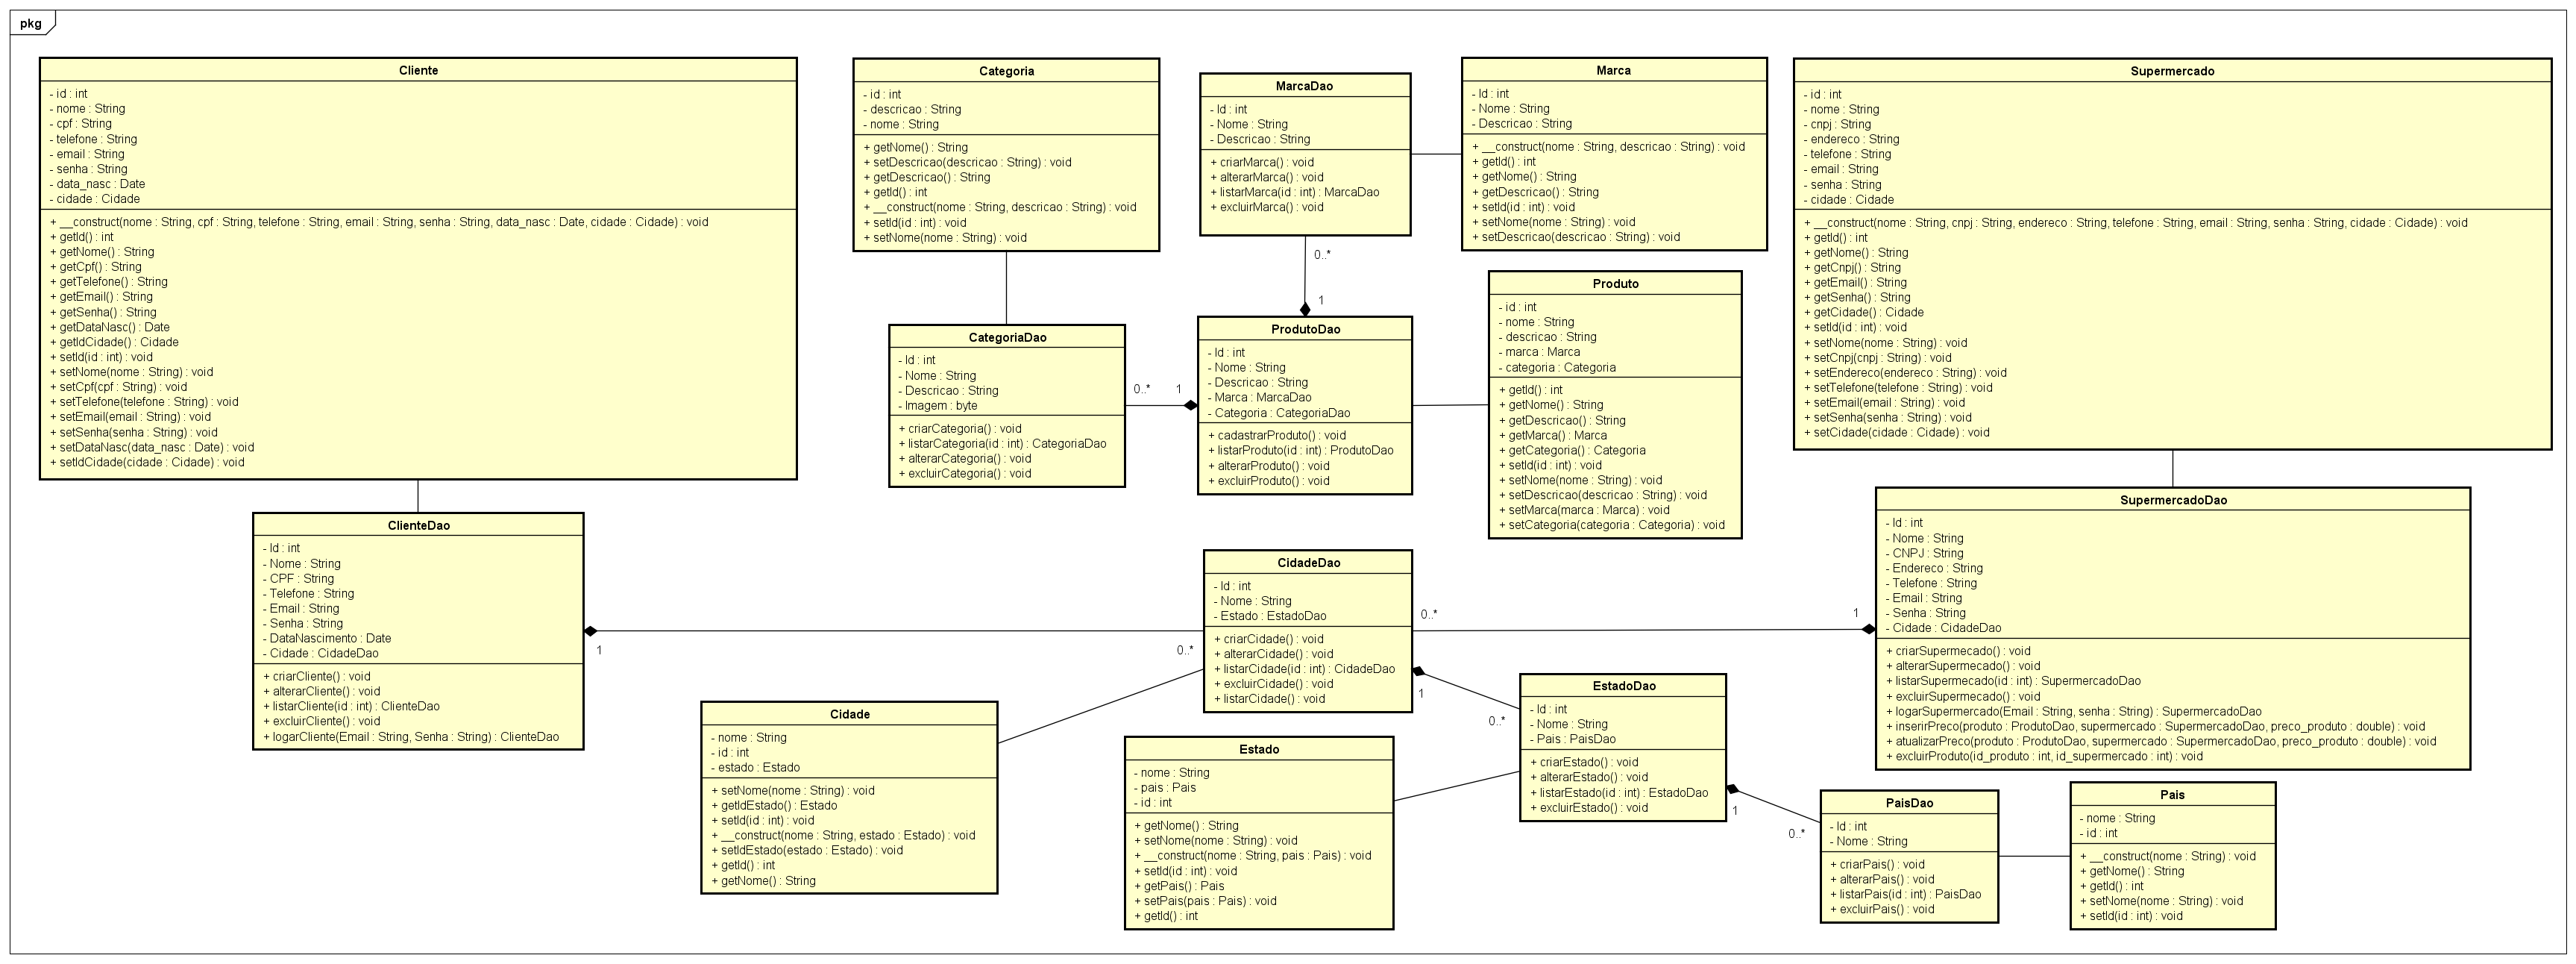 pkg
Cliente
- id : int
- nome : String
- cpf : String
- telefone : String
- email : String
- senha : String
- data_nasc : Date
- cidade : Cidade
+ __construct(nome : String, cpf : String, telefone : String, email : String, senha : String, data_nasc : Date, cidade : Cidade) : void
+ getId() : int
+ getNome() : String
+ getCpf() : String
+ getTelefone() : String
+ getEmail() : String
+ getSenha() : String
+ getDataNasc() : Date
+ getIdCidade() : Cidade
+ setId(id : int) : void
+ setNome(nome : String) : void
+ setCpf(cpf : String) : void
+ setTelefone(telefone : String) : void
+ setEmail(email : String) : void
+ setSenha(senha : String) : void
+ setDataNasc(data_nasc : Date) : void
+ setIdCidade(cidade : Cidade) : void
Categoria
- id : int
- descricao : String
- nome : String
+ getNome() : String
+ setDescricao(descricao : String) : void
+ getDescricao() : String
+ getId() : int
+ __construct(nome : String, descricao : String) : void
+ setId(id : int) : void
+ setNome(nome : String) : void
MarcaDao
- Id : int
- Nome : String
- Descricao : String
+ criarMarca() : void
+ alterarMarca() : void
+ listarMarca(id : int) : MarcaDao
+ excluirMarca() : void
Marca
- Id : int
- Nome : String
- Descricao : String
+ __construct(nome : String, descricao : String) : void
+ getId() : int
+ getNome() : String
+ getDescricao() : String
+ setId(id : int) : void
+ setNome(nome : String) : void
+ setDescricao(descricao : String) : void
Supermercado
- id : int
- nome : String
- cnpj : String
- endereco : String
- telefone : String
- email : String
- senha : String
- cidade : Cidade
+ __construct(nome : String, cnpj : String, endereco : String, telefone : String, email : String, senha : String, cidade : Cidade) : void
+ getId() : int
+ getNome() : String
+ getCnpj() : String
+ getEmail() : String
+ getSenha() : String
+ getCidade() : Cidade
+ setId(id : int) : void
+ setNome(nome : String) : void
+ setCnpj(cnpj : String) : void
+ setEndereco(endereco : String) : void
+ setTelefone(telefone : String) : void
+ setEmail(email : String) : void
+ setSenha(senha : String) : void
+ setCidade(cidade : Cidade) : void
0..*
1
CategoriaDao
- Id : int
- Nome : String
- Descricao : String
- Imagem : byte
+ criarCategoria() : void
+ listarCategoria(id : int) : CategoriaDao
+ alterarCategoria() : void
+ excluirCategoria() : void
0..*
1
ProdutoDao
- Id : int
- Nome : String
- Descricao : String
- Marca : MarcaDao
- Categoria : CategoriaDao
+ cadastrarProduto() : void
+ listarProduto(id : int) : ProdutoDao
+ alterarProduto() : void
+ excluirProduto() : void
Produto
- id : int
- nome : String
- descricao : String
- marca : Marca
- categoria : Categoria
+ getId() : int
+ getNome() : String
+ getDescricao() : String
+ getMarca() : Marca
+ getCategoria() : Categoria
+ setId(id : int) : void
+ setNome(nome : String) : void
+ setDescricao(descricao : String) : void
+ setMarca(marca : Marca) : void
+ setCategoria(categoria : Categoria) : void
ClienteDao
- Id : int
- Nome : String
- CPF : String
- Telefone : String
- Email : String
- Senha : String
- DataNascimento : Date
- Cidade : CidadeDao
+ criarCliente() : void
+ alterarCliente() : void
+ listarCliente(id : int) : ClienteDao
+ excluirCliente() : void
+ logarCliente(Email : String, Senha : String) : ClienteDao
1
0..*
CidadeDao
- Id : int
- Nome : String
- Estado : EstadoDao
+ criarCidade() : void
+ alterarCidade() : void
+ listarCidade(id : int) : CidadeDao
+ excluirCidade() : void
+ listarCidade() : void
0..*
1
SupermercadoDao
- Id : int
- Nome : String
- CNPJ : String
- Endereco : String
- Telefone : String
- Email : String
- Senha : String
- Cidade : CidadeDao
+ criarSupermecado() : void
+ alterarSupermecado() : void
+ listarSupermecado(id : int) : SupermercadoDao
+ excluirSupermecado() : void
+ logarSupermercado(Email : String, senha : String) : SupermercadoDao
+ inserirPreco(produto : ProdutoDao, supermercado : SupermercadoDao, preco_produto : double) : void
+ atualizarPreco(produto : ProdutoDao, supermercado : SupermercadoDao, preco_produto : double) : void
+ excluirProduto(id_produto : int, id_supermercado : int) : void
1
0..*
Cidade
- nome : String
- id : int
- estado : Estado
+ setNome(nome : String) : void
+ getIdEstado() : Estado
+ setId(id : int) : void
+ __construct(nome : String, estado : Estado) : void
+ setIdEstado(estado : Estado) : void
+ getId() : int
+ getNome() : String
Estado
- nome : String
- pais : Pais
- id : int
+ getNome() : String
+ setNome(nome : String) : void
+ __construct(nome : String, pais : Pais) : void
+ setId(id : int) : void
+ getPais() : Pais
+ setPais(pais : Pais) : void
+ getId() : int
EstadoDao
- Id : int
- Nome : String
- Pais : PaisDao
+ criarEstado() : void
+ alterarEstado() : void
+ listarEstado(id : int) : EstadoDao
+ excluirEstado() : void
1
0..*
PaisDao
- Id : int
- Nome : String
+ criarPais() : void
+ alterarPais() : void
+ listarPais(id : int) : PaisDao
+ excluirPais() : void
Pais
- nome : String
- id : int
+ __construct(nome : String) : void
+ getNome() : String
+ getId() : int
+ setNome(nome : String) : void
+ setId(id : int) : void